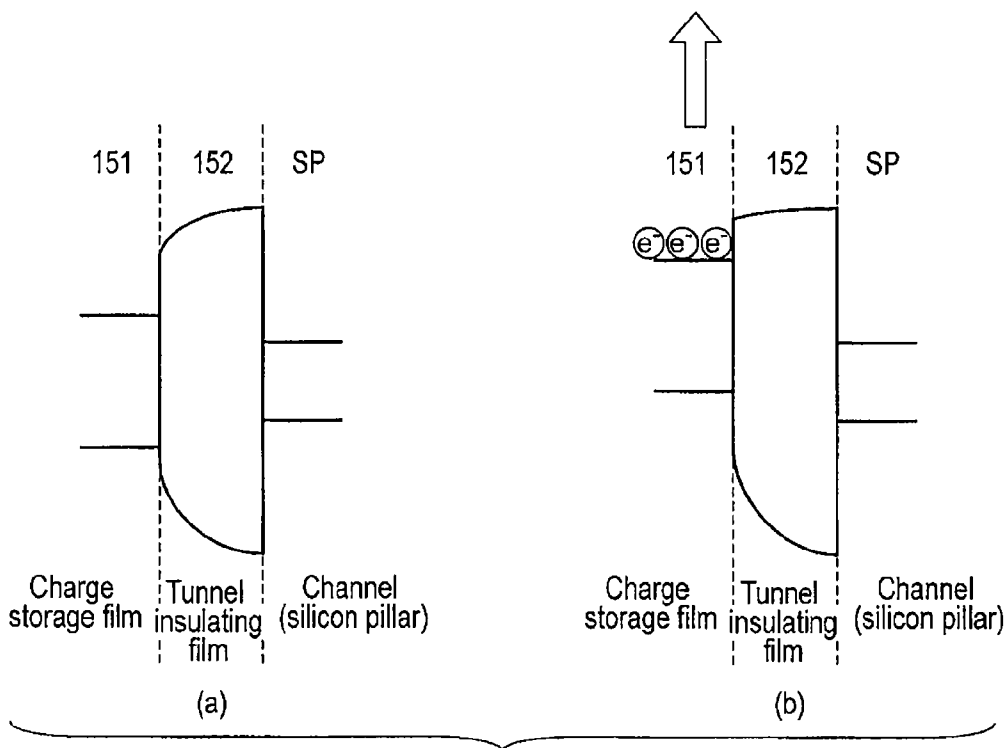 151 152 SP
Charge storage film
Tunnel insulating film
Channel (silicon pillar)
(a)
151 152 SP
e⁻ e⁻ e⁻
Charge storage film
Tunnel insulating film
Channel (silicon pillar)
(b)